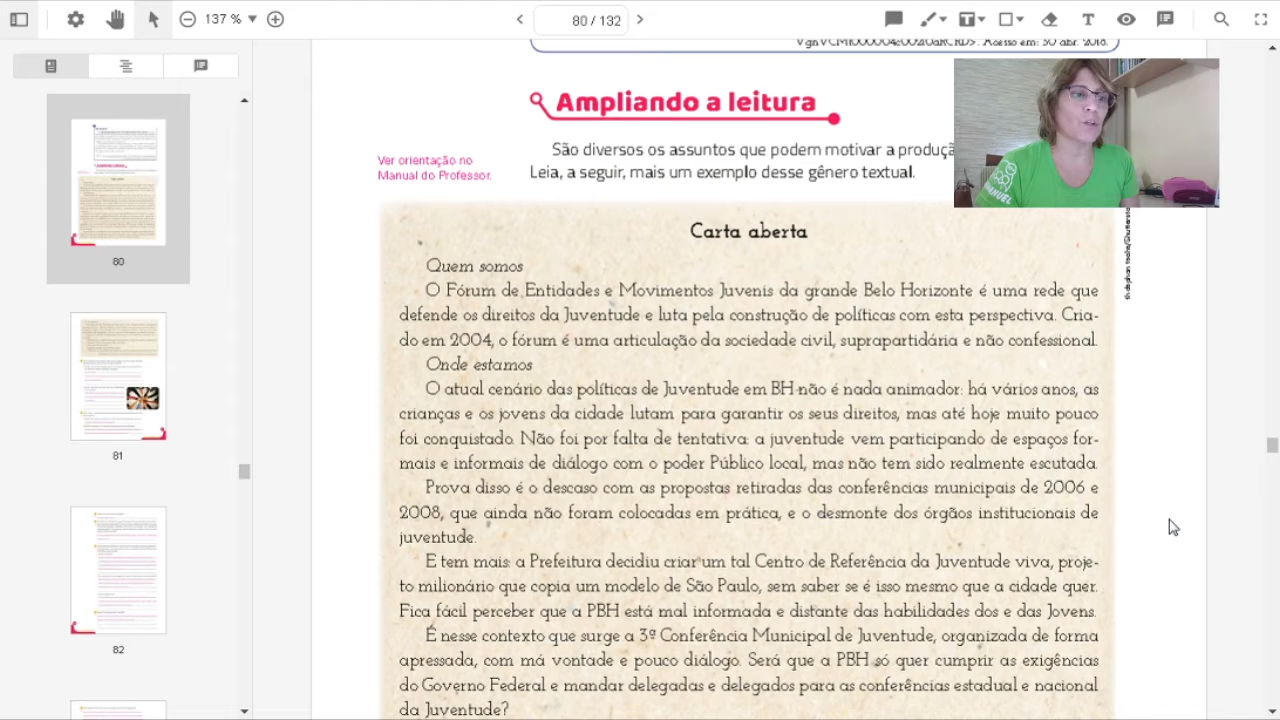 137 %
80 / 132
VgnVCM1000004c00
Acesso em: 30 abr. 2018.
Ampliando a leitura
São diversos os assuntos que podem motivar a produçã
Ver orientação no
Manual do Professor.
Leia, a seguir, mais um exemplo desse gênero textual.
Carta aberta
Quem somos
O Fórum de Entidades e Movimentos Juvenis da grande Belo Horizonte é uma rede que
defende os direitos da Juventude e luta pela construção de políticas com esta perspectiva. Cria-
do em 2004, o fórum é uma articulação da sociedade civil, suprapartidária e não confessional.
Onde estamos
O atual cenário das políticas de Juventude em BH não é nada animador: há vários anos, as
crianças e os jovens da cidade lutam para garantir os seus direitos, mas até hoje muito pouco
foi conquistado. Não foi por falta de tentativa: a juventude vem participando de espaços for-
mais e informais de diálogo com o poder Público local, mas não tem sido realmente escutada.
Prova disso é o descaso com as propostas retiradas das conferências municipais de 2006 e
2008, que ainda não foram colocadas em prática, e o desmonte dos órgãos institucionais de
juventude.
E tem mais: a Prefeitura decidiu criar um tal Centro de Referência da Juventude viva, proje-
to milionário que copia um modelo de São Paulo sem saber se é isso mesmo que a cidade quer.
Fica fácil perceber que a PBH está mal informada e distante das habilidades dos e das Jovens.
É nesse contexto que surge a 3ª Conferência Municipal de Juventude, organizada de forma
apressada, com má vontade e pouco diálogo. Será que a PBH só quer cumprir as exigências
do Governo Federal e mandar delegadas e delegados para as conferências estadual e nacional
da Juventude?
80
81
82